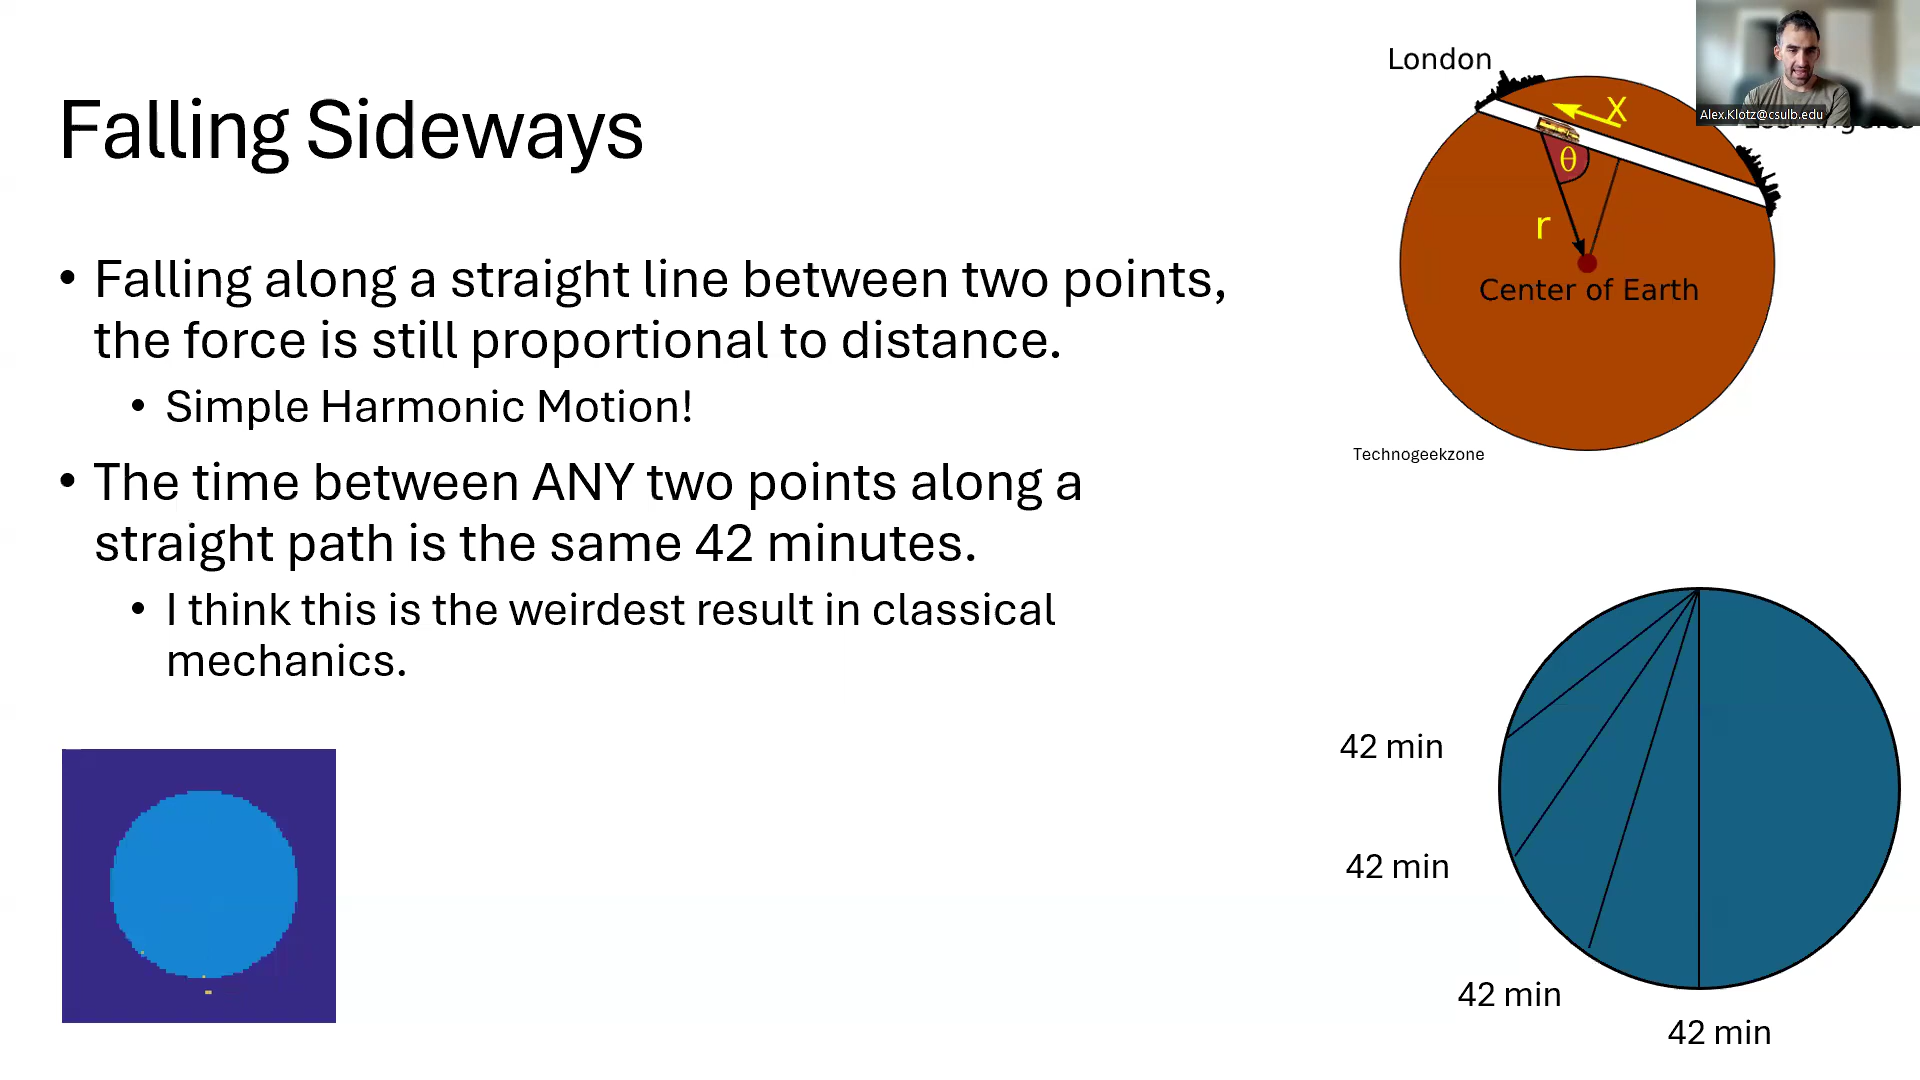 Falling Sideways
• Falling along a straight line between two points,
the force is still proportional to distance.
• Simple Harmonic Motion!
• The time between ANY two points along a
straight path is the same 42 minutes.
• I think this is the weirdest result in classical
mechanics.
London
X
θ
r
Center of Earth
Technogeekzone
Alex.Klotz@csulb.edu
42 min
42 min
42 min
42 min